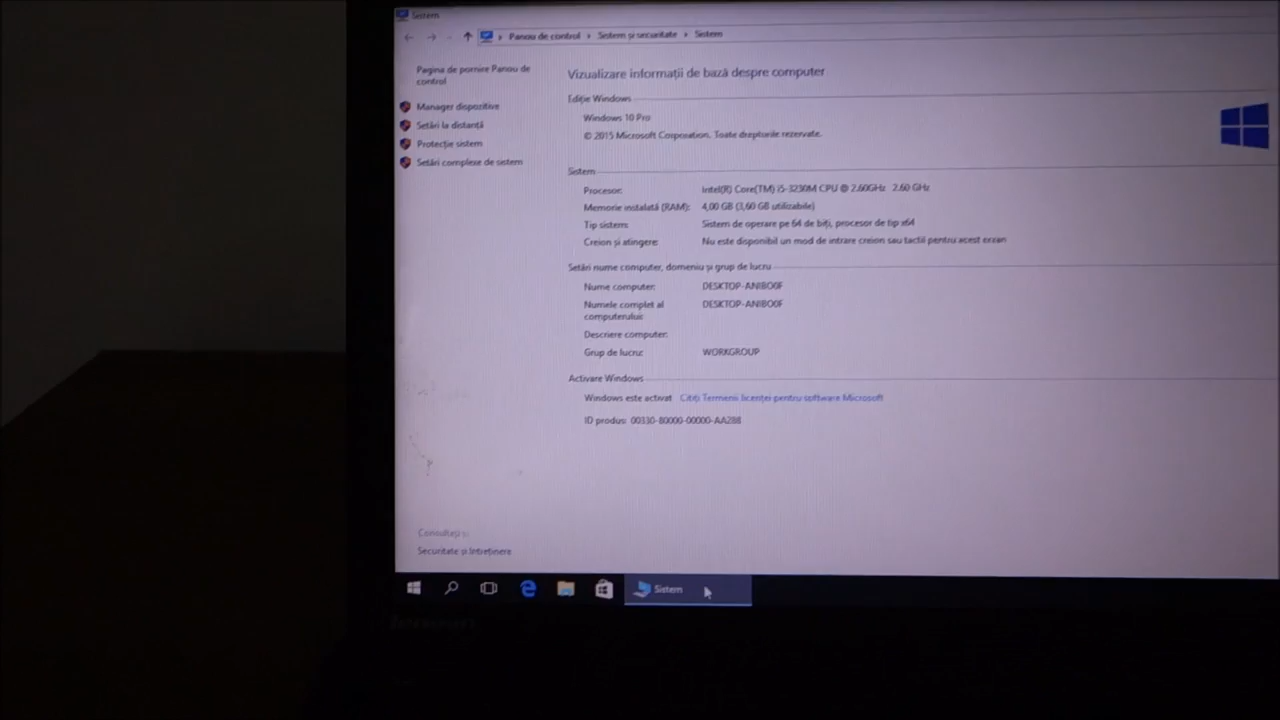 Sistem
Panou de control › Sistem și securitate › Sistem
Pagina de pornire Panou de
control
Manager dispozitive
Setări la distanță
Protecție sistem
Setări complexe de sistem
Vizualizare informații de bază despre computer
Ediție Windows
Windows 10 Pro
© 2015 Microsoft Corporation. Toate drepturile rezervate.
Sistem
Procesor: Intel(R) Core(TM) i5-3230M CPU @ 2.60GHz 2.60 GHz
Memorie instalată (RAM): 4,00 GB (3,60 GB utilizabile)
Tip sistem: Sistem de operare pe 64 de biți, procesor de tip x64
Creion și atingere: Nu este disponibil un mod de intrare creion sau tactil pentru acest ecran
Setări nume computer, domeniu și grup de lucru
Nume computer: DESKTOP-ANIBO0F
Numele complet al computerului: DESKTOP-ANIBO0F
Descriere computer:
Grup de lucru: WORKGROUP
Activare Windows
Windows este activat Citiți Termenii licenței pentru software Microsoft
ID produs: 00330-80000-00000-AA288
Consultați și
Securitate și întreținere
Sistem